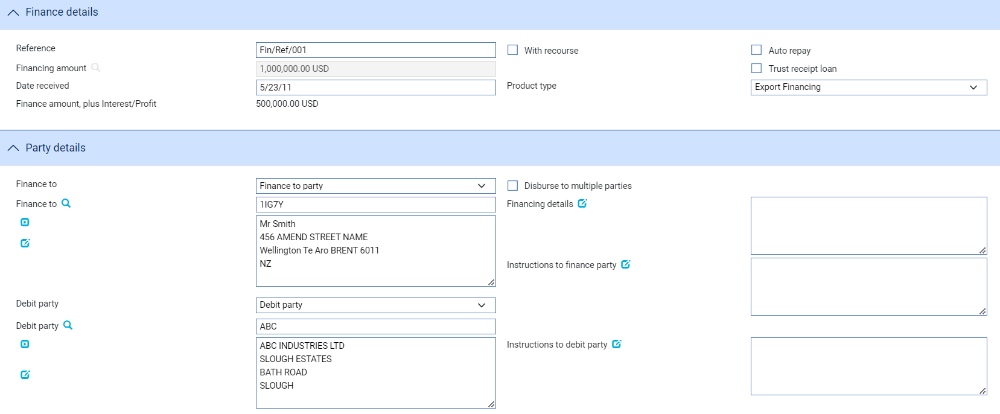 Finance details
Reference
Fin/Ref/001
With recourse
Auto repay
Financing amount
1,000,000.00 USD
Trust receipt loan
Date received
5/23/11
Product type
Export Financing
Finance amount, plus Interest/Profit
500,000.00 USD
Party details
Finance to
Finance to party
Disburse to multiple parties
Finance to
1IG7Y
Financing details
Mr Smith
456 AMEND STREET NAME
Wellington Te Aro BRENT 6011
NZ
Instructions to finance party
Debit party
Debit party
Debit party
ABC
ABC INDUSTRIES LTD
SLOUGH ESTATES
BATH ROAD
SLOUGH
Instructions to debit party